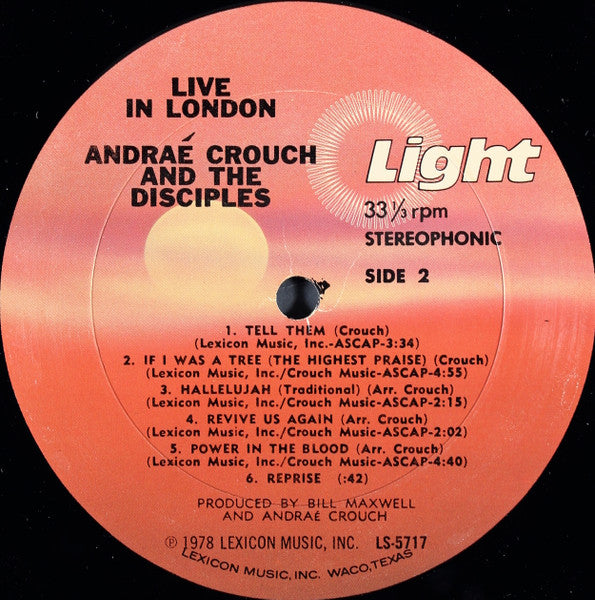 LIVE
IN LONDON
ANDRAÉ CROUCH
AND THE
DISCIPLES
Light
33 1/3 rpm
STEREOPHONIC
SIDE 2
1. TELL THEM (Crouch)
(Lexicon Music, Inc.-ASCAP-3:34)
2. IF I WAS A TREE (THE HIGHEST PRAISE) (Crouch)
(Lexicon Music, Inc./Crouch Music-ASCAP-4:55)
3. HALLELUJAH (Traditional) (Arr. Crouch)
(Lexicon Music, Inc./Crouch Music-ASCAP-2:15)
4. REVIVE US AGAIN (Arr. Crouch)
(Lexicon Music, Inc./Crouch Music-ASCAP-2:02)
5. POWER IN THE BLOOD (Arr. Crouch)
(Lexicon Music, Inc./Crouch Music-ASCAP-4:40)
6. REPRISE (:42)
PRODUCED BY BILL MAXWELL
AND ANDRAÉ CROUCH
℗ 1978 LEXICON MUSIC, INC. LS-5717
LEXICON MUSIC, INC. WACO, TEXAS